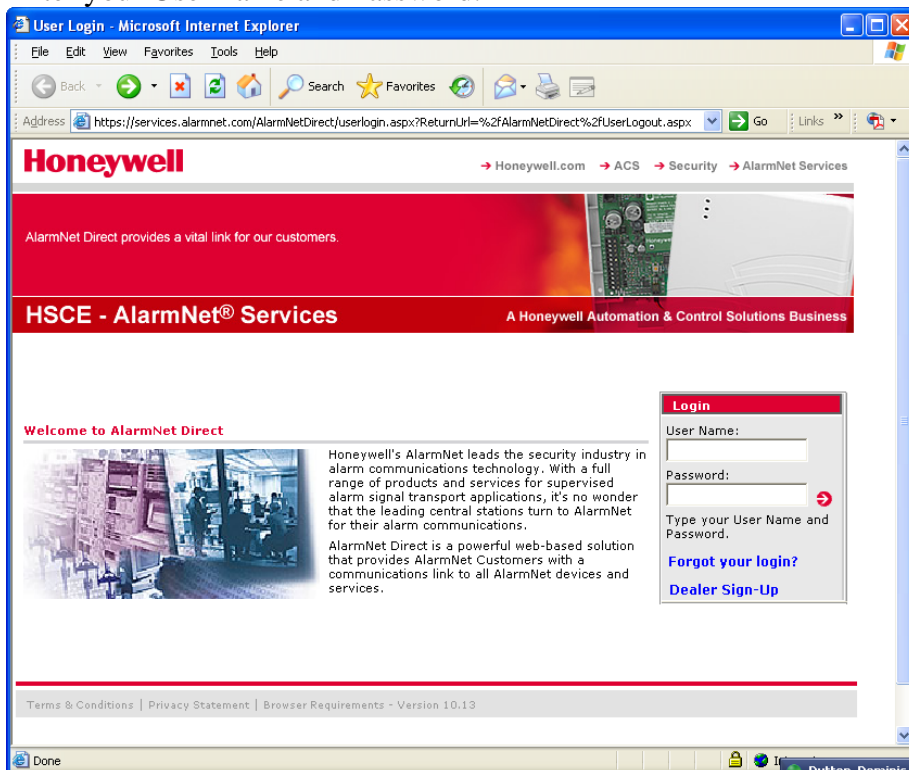 your User Name and Password.
User Login - Microsoft Internet Explorer
File Edit View Favorites Tools Help
Back Search Favorites
Address https://services.alarmnet.com/AlarmNetDirect/userlogin.aspx?ReturnUrl=%2fAlarmNetDirect%2fUserLogout.aspx Go Links »
Honeywell
Honeywell.com ACS Security AlarmNet Services
AlarmNet Direct provides a vital link for our customers.
HSCE - AlarmNet® Services A Honeywell Automation & Control Solutions Business
Welcome to AlarmNet Direct
Honeywell's AlarmNet leads the security industry in
alarm communications technology. With a full
range of products and services for supervised
alarm signal transport applications, it's no wonder
that the leading central stations turn to AlarmNet
for their alarm communications.
AlarmNet Direct is a powerful web-based solution
that provides AlarmNet Customers with a
communications link to all AlarmNet devices and
services.
Login
User Name:
Password:
Type your User Name and
Password.
Forgot your login?
Dealer Sign-Up
Terms & Conditions | Privacy Statement | Browser Requirements - Version 10.13
Done